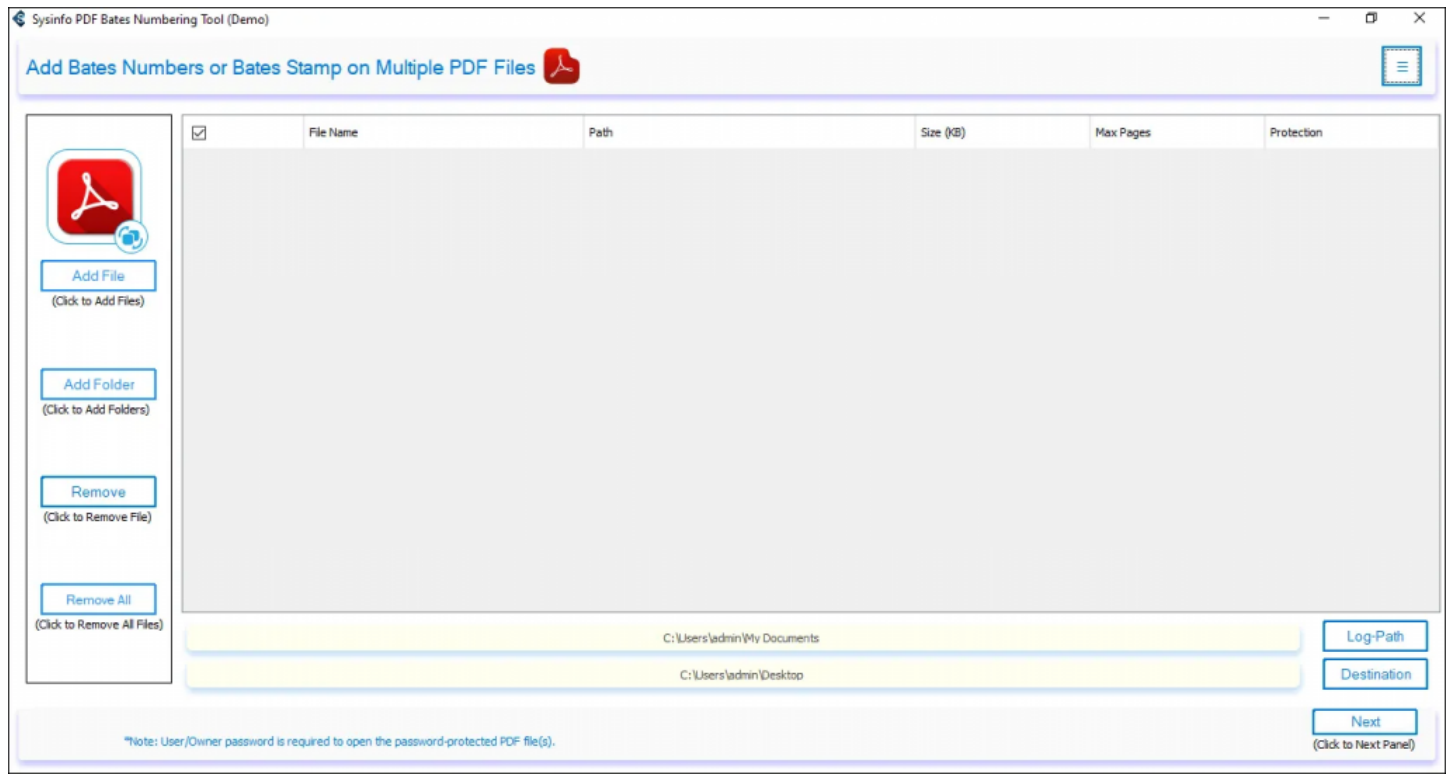 Sysinfo PDF Bates Numbering Tool (Demo)
Add Bates Numbers or Bates Stamp on Multiple PDF Files
File Name Path Size (KB) Max Pages Protection
Add File
(Click to Add Files)
Add Folder
(Click to Add Folders)
Remove
(Click to Remove File)
Remove All
(Click to Remove All Files)
C:\Users\admin\My Documents Log-Path
C:\Users\admin\Desktop Destination
*Note: User/Owner password is required to open the password-protected PDF file(s).
Next
(Click to Next Panel)